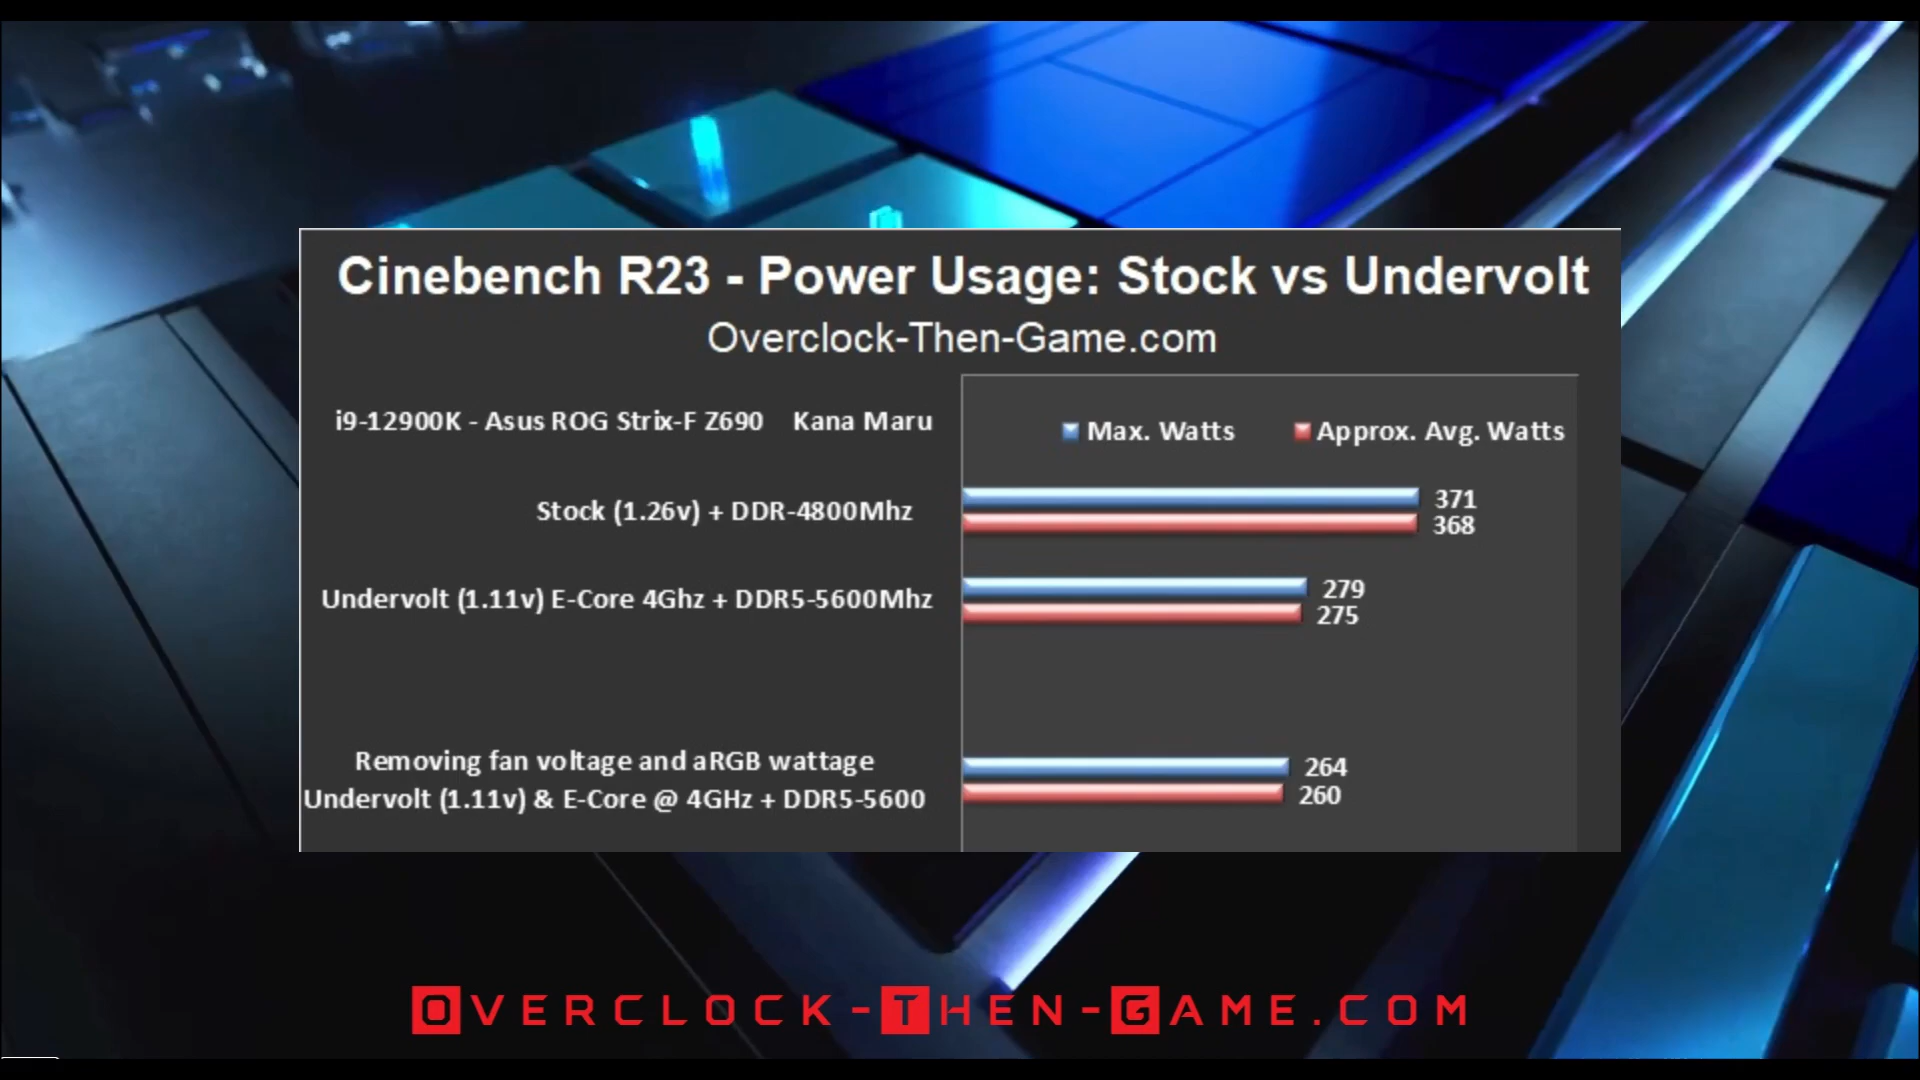 Cinebench R23 - Power Usage: Stock vs Undervolt
Overclock-Then-Game.com
i9-12900K - Asus ROG Strix-F Z690 Kana Maru
Max. Watts Approx. Avg. Watts
Stock (1.26v) + DDR-4800Mhz
371
368
Undervolt (1.11v) E-Core 4Ghz + DDR5-5600Mhz
279
275
Removing fan voltage and aRGB wattage
Undervolt (1.11v) & E-Core @ 4GHz + DDR5-5600
264
260
OVERCLOCK-THEN-GAME.COM